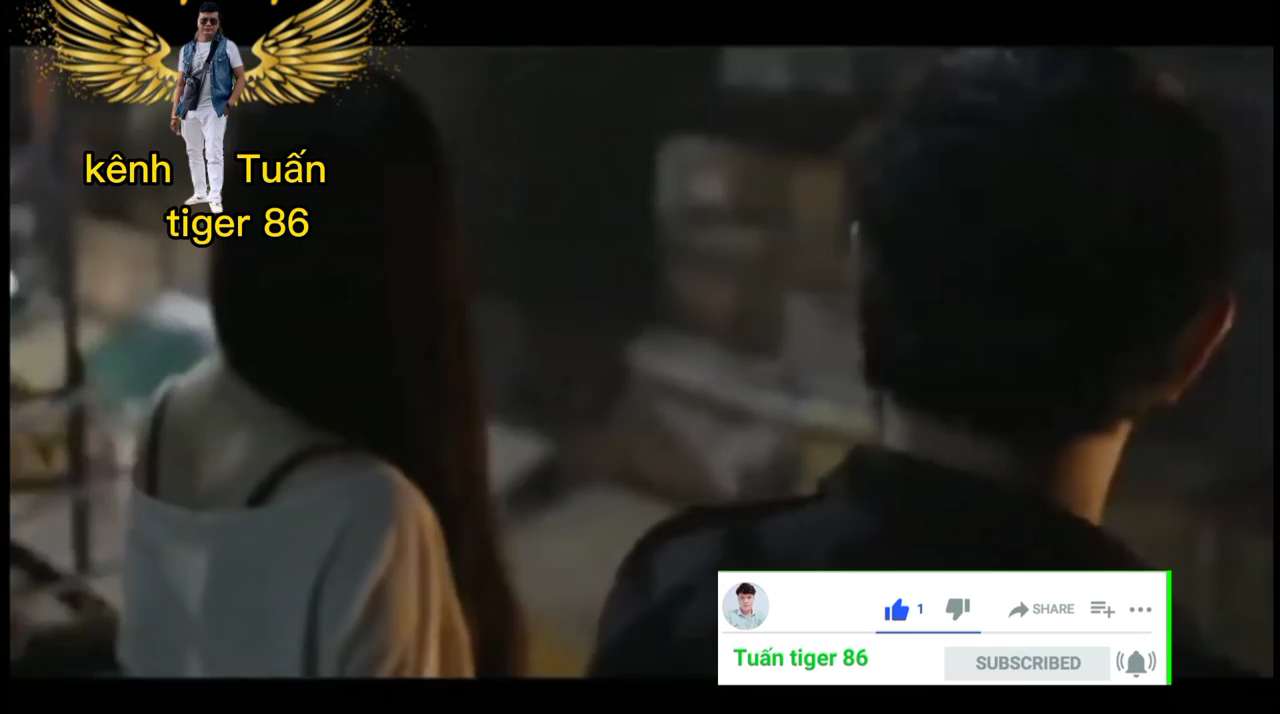 kênh Tuấn
tiger 86
1
SHARE
Tuấn tiger 86
SUBSCRIBED